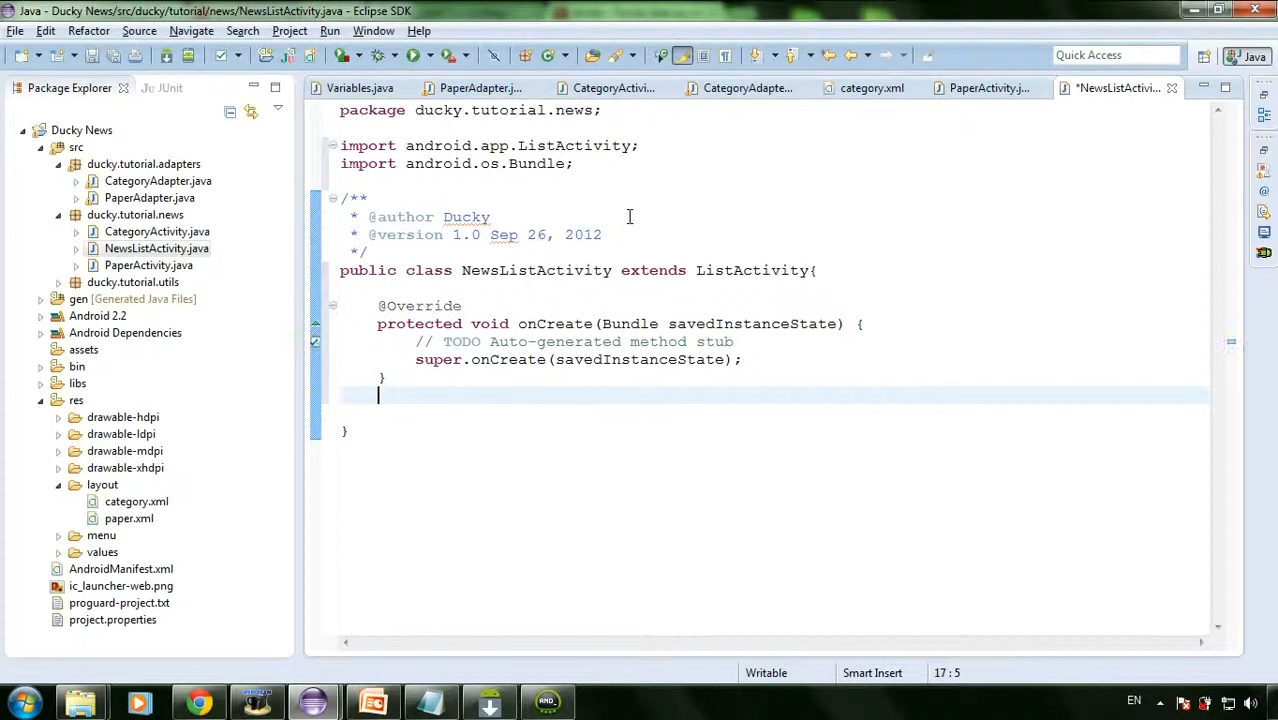 Java - Ducky News/src/ducky/tutorial/news/NewsListActivity.java - Eclipse SDK
File Edit Refactor Source Navigate Search Project Run Window Help
Quick Access
Java
Package Explorer JUnit
Variables.java PaperAdapter.j... CategoryActivi... CategoryAdapte... category.xml PaperActivity.j... *NewsListActivi...
Ducky News
src
ducky.tutorial.adapters
CategoryAdapter.java
PaperAdapter.java
ducky.tutorial.news
CategoryActivity.java
NewsListActivity.java
PaperActivity.java
ducky.tutorial.utils
gen [Generated Java Files]
Android 2.2
Android Dependencies
assets
bin
libs
res
drawable-hdpi
drawable-ldpi
drawable-mdpi
drawable-xhdpi
layout
category.xml
paper.xml
menu
values
AndroidManifest.xml
ic_launcher-web.png
proguard-project.txt
project.properties
package ducky.tutorial.news;
import android.app.ListActivity;
import android.os.Bundle;
/**
* @author Ducky
* @version 1.0 Sep 26, 2012
*/
public class NewsListActivity extends ListActivity{
@Override
protected void onCreate(Bundle savedInstanceState) {
// TODO Auto-generated method stub
super.onCreate(savedInstanceState);
}
}
Writable Smart Insert 17 : 5
AND_
EN